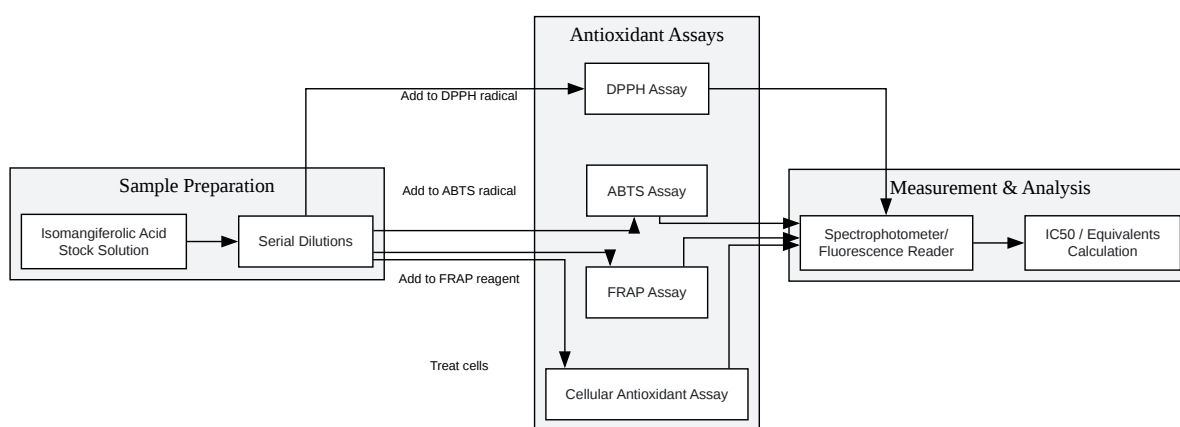 Sample Preparation
Isomangiferolic Acid
Stock Solution
Serial Dilutions
Add to DPPH radical
Add to ABTS radical
Add to FRAP reagent
Treat cells
Antioxidant Assays
DPPH Assay
ABTS Assay
FRAP Assay
Cellular Antioxidant Assay
Measurement & Analysis
Spectrophotometer/
Fluorescence Reader
IC50 / Equivalents
Calculation